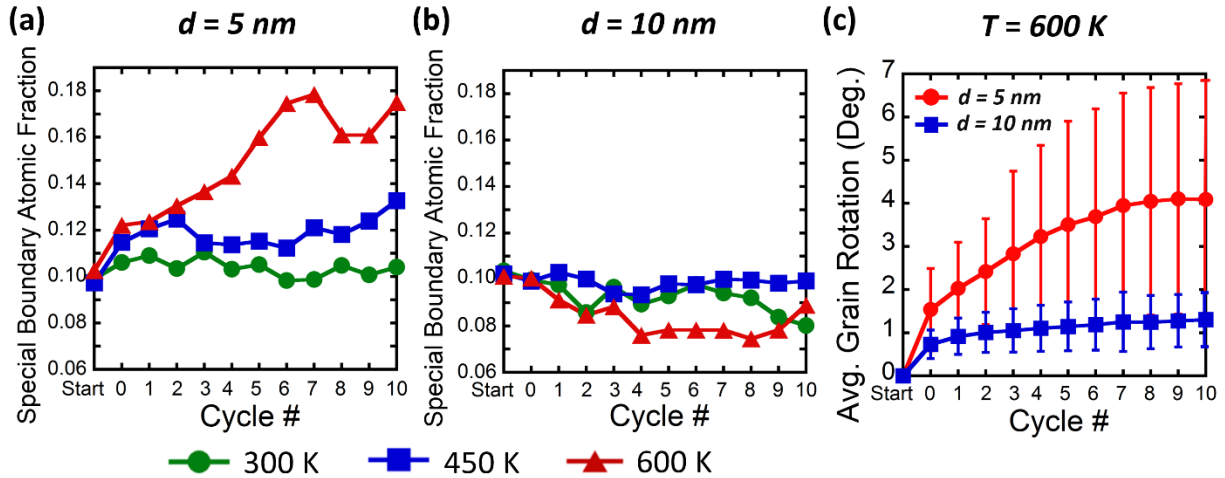 (a)
d = 5 nm
Special Boundary Atomic Fraction
0.18
0.16
0.14
0.12
0.10
0.08
0.06
Start 0 1 2 3 4 5 6 7 8 9 10
Cycle #
(b)
d = 10 nm
Special Boundary Atomic Fraction
0.18
0.16
0.14
0.12
0.10
0.08
0.06
Start 0 1 2 3 4 5 6 7 8 9 10
Cycle #
(c)
T = 600 K
Avg. Grain Rotation (Deg.)
7
6
5
4
3
2
1
0
d = 5 nm
d = 10 nm
Start 0 1 2 3 4 5 6 7 8 9 10
Cycle #
300 K 450 K 600 K